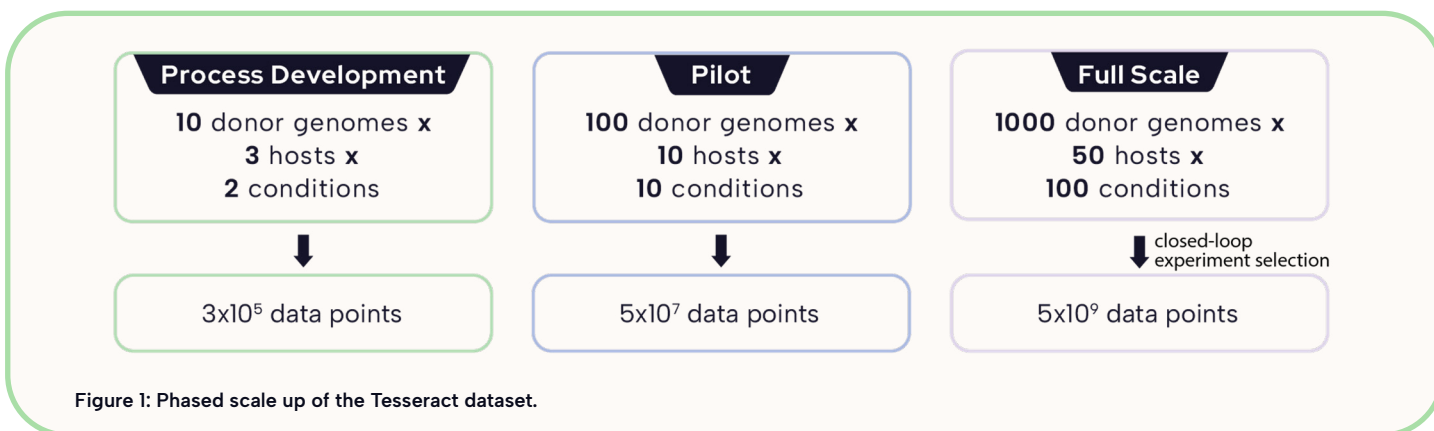 Process Development
10 donor genomes x
3 hosts x
2 conditions
3x10⁵ data points
Pilot
100 donor genomes x
10 hosts x
10 conditions
5x10⁷ data points
Full Scale
1000 donor genomes x
50 hosts x
100 conditions
closed-loop
experiment selection
5x10⁹ data points
Figure 1: Phased scale up of the Tesseract dataset.